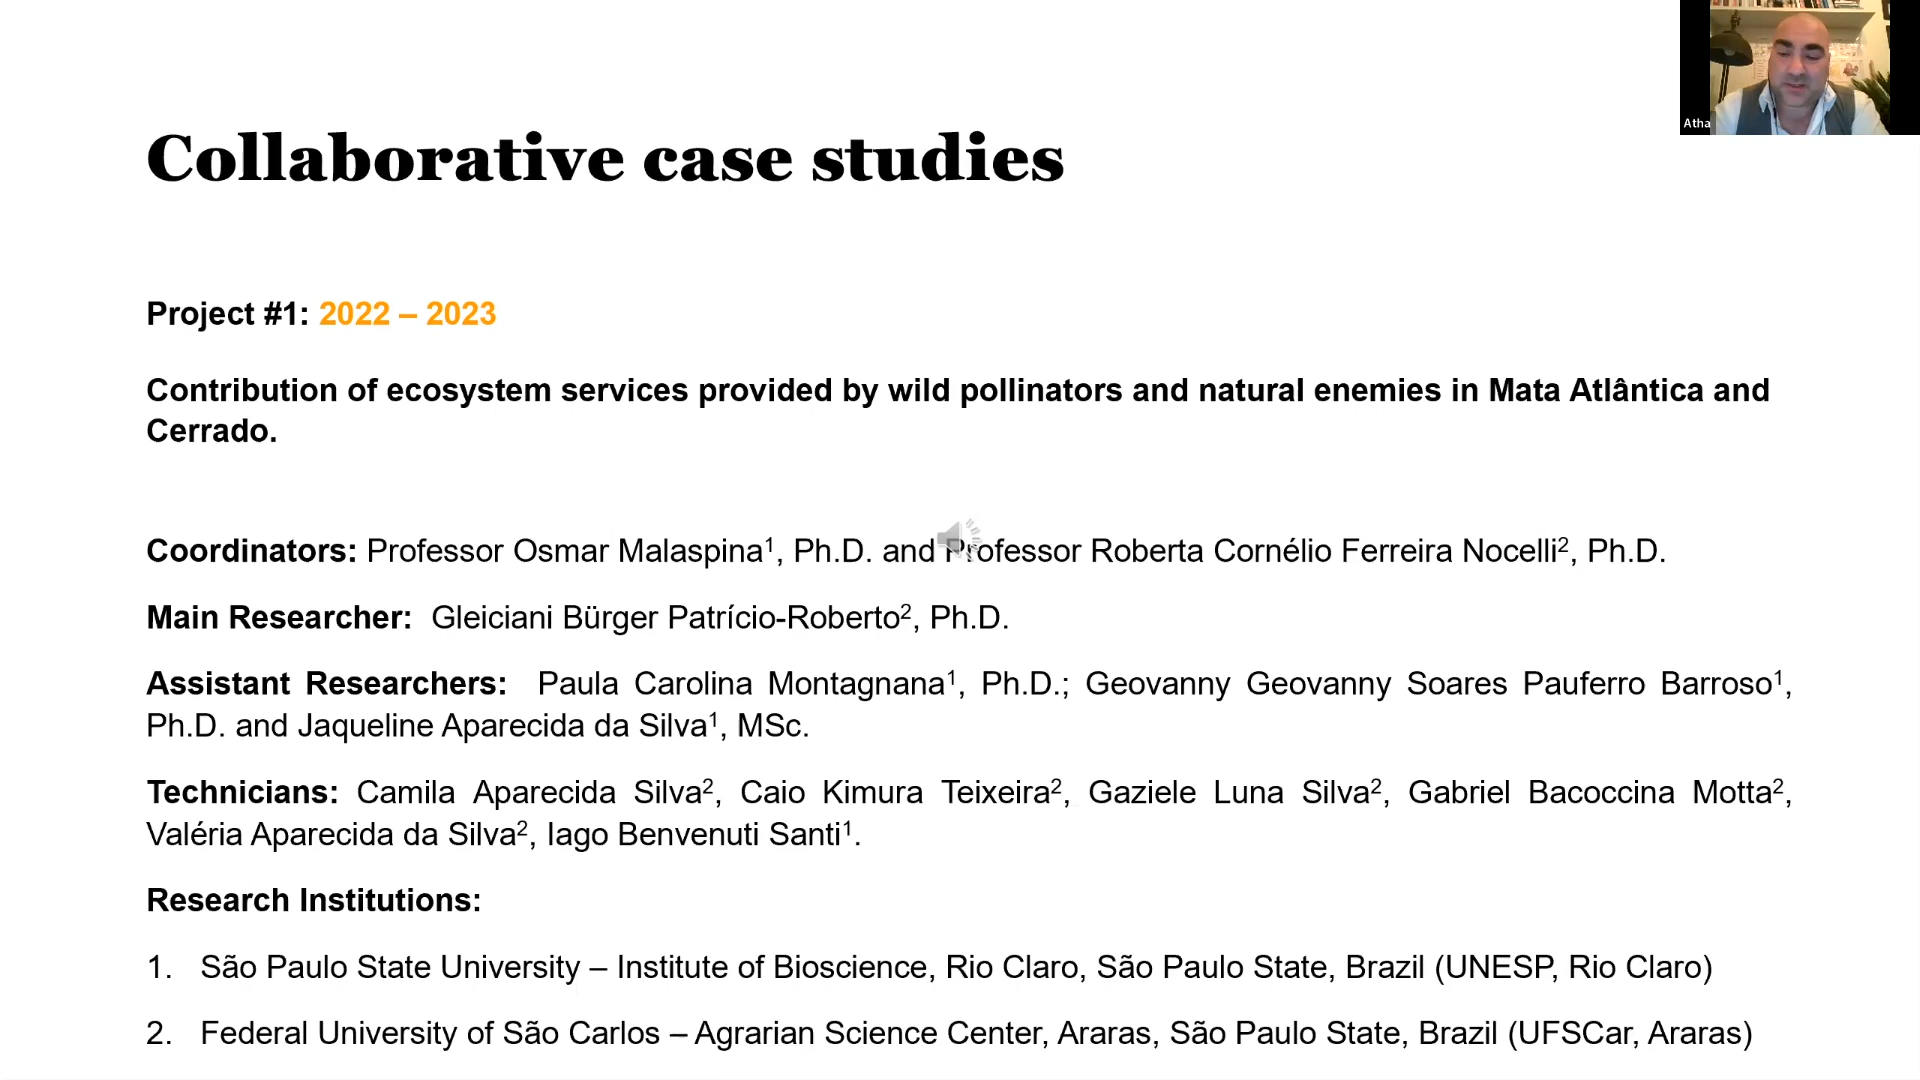 Atha
Collaborative case studies
Project #1: 2022 – 2023
Contribution of ecosystem services provided by wild pollinators and natural enemies in Mata Atlântica and
Cerrado.
Coordinators: Professor Osmar Malaspina¹, Ph.D. and Professor Roberta Cornélio Ferreira Nocelli², Ph.D.
Main Researcher: Gleiciani Bürger Patrício-Roberto², Ph.D.
Assistant Researchers: Paula Carolina Montagnana¹, Ph.D.; Geovanny Geovanny Soares Pauferro Barroso¹,
Ph.D. and Jaqueline Aparecida da Silva¹, MSc.
Technicians: Camila Aparecida Silva², Caio Kimura Teixeira², Gaziele Luna Silva², Gabriel Bacoccina Motta²,
Valéria Aparecida da Silva², Iago Benvenuti Santi¹.
Research Institutions:
1. São Paulo State University – Institute of Bioscience, Rio Claro, São Paulo State, Brazil (UNESP, Rio Claro)
2. Federal University of São Carlos – Agrarian Science Center, Araras, São Paulo State, Brazil (UFSCar, Araras)